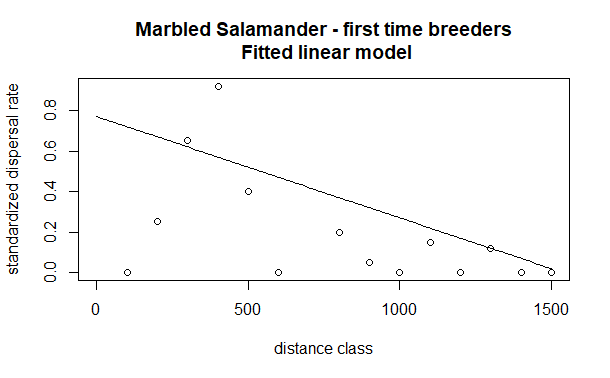 Marbled Salamander - first time breeders
Fitted linear model
standardized dispersal rate
0.8
0.6
0.4
0.2
0.0
0 500 1000 1500
distance class